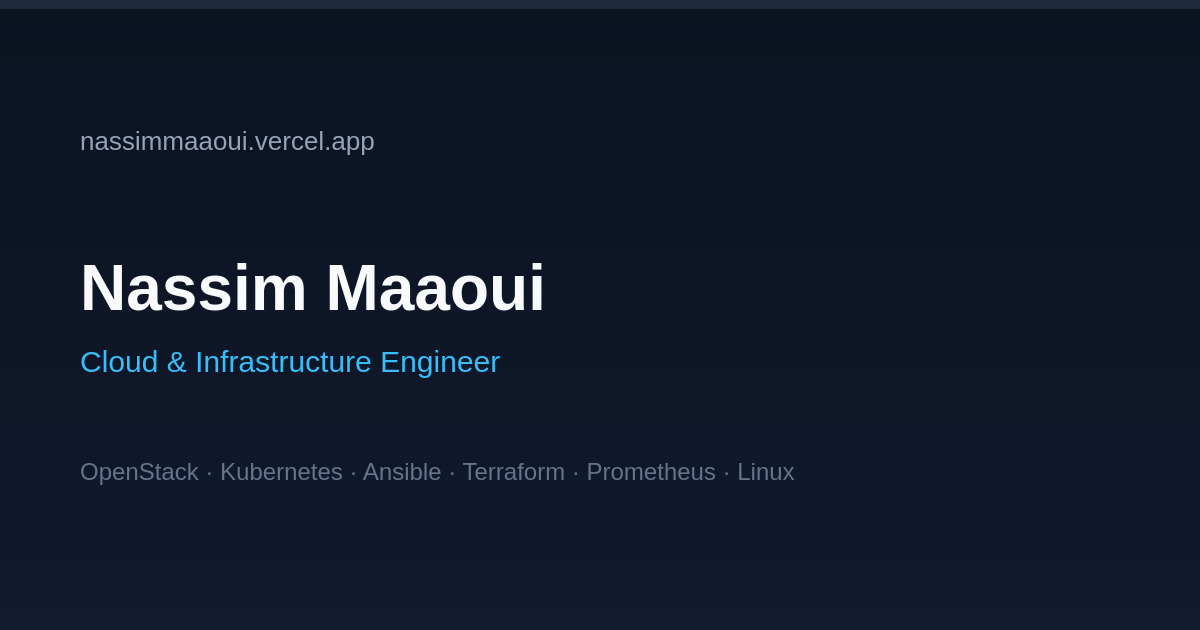 nassimmaaoui.vercel.app
Nassim Maaoui
Cloud & Infrastructure Engineer
OpenStack · Kubernetes · Ansible · Terraform · Prometheus · Linux